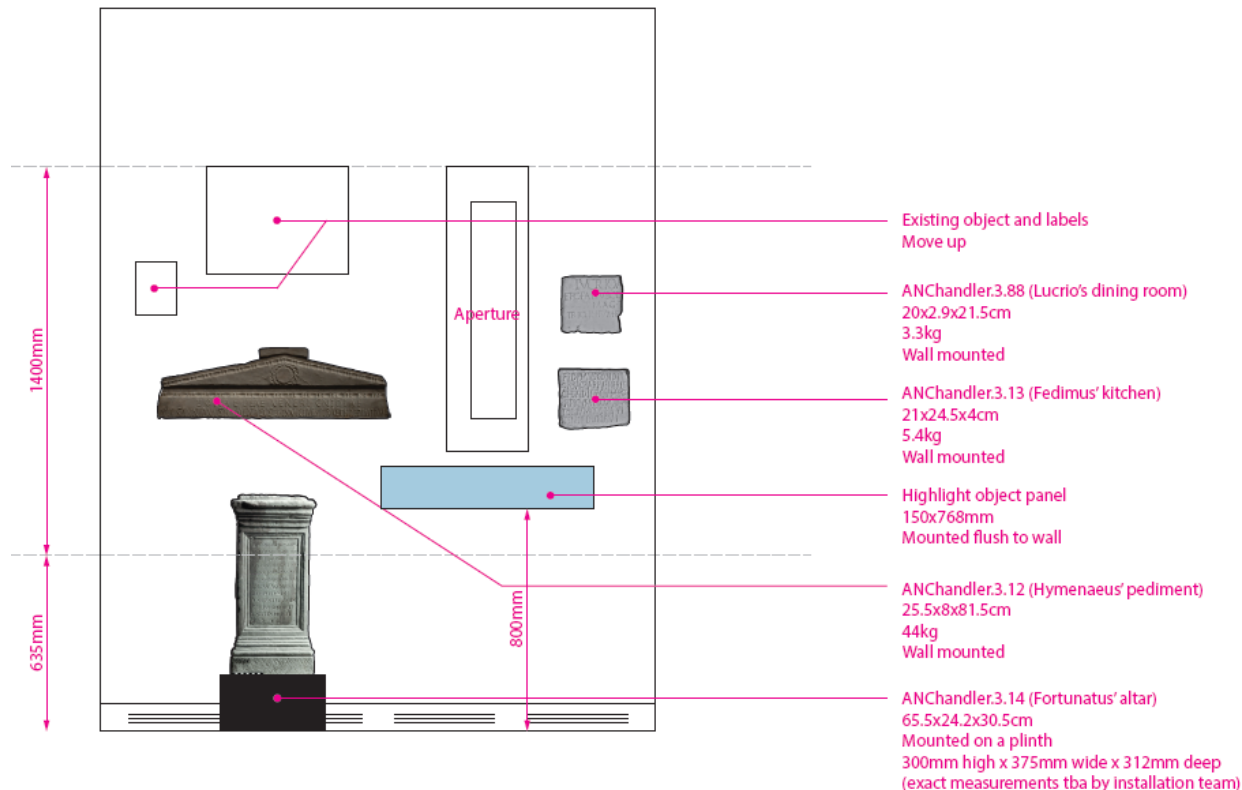 Existing object and labels
Move up
ANChandler.3.88 (Lucrio's dining room)
20x2.9x21.5cm
3.3kg
Wall mounted
Aperture
1400mm
ANChandler.3.13 (Fedimus' kitchen)
21x24.5x4cm
5.4kg
Wall mounted
Highlight object panel
150x768mm
Mounted flush to wall
ANChandler.3.12 (Hymenaeus' pediment)
25.5x8x81.5cm
44kg
Wall mounted
635mm
800mm
ANChandler.3.14 (Fortunatus' altar)
65.5x24.2x30.5cm
Mounted on a plinth
300mm high x 375mm wide x 312mm deep
(exact measurements tba by installation team)